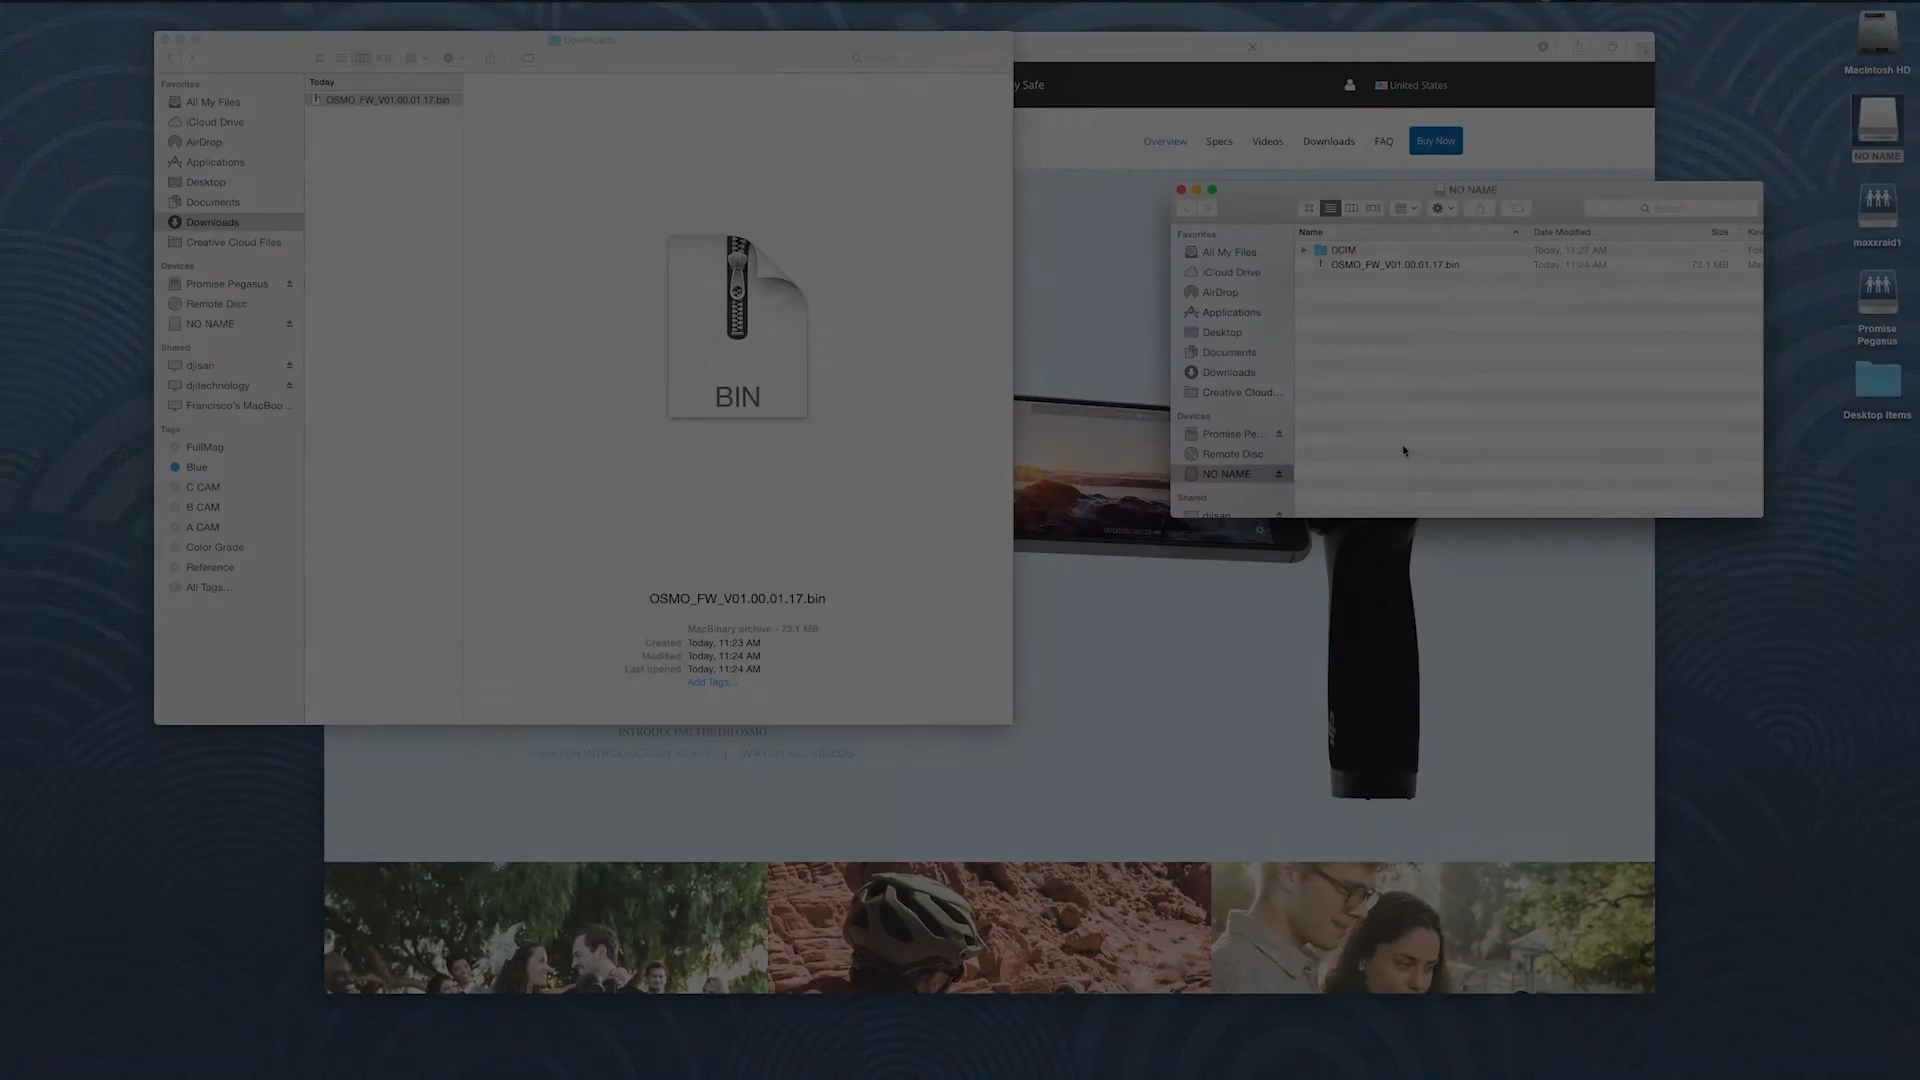 Downloads
Favorites
All My Files
iCloud Drive
AirDrop
Applications
Desktop
Documents
Downloads
Creative Cloud Files
Devices
Promise Pegasus
Remote Disc
NO NAME
Shared
djisan
djitechnology
Francisco's MacBoo...
Tags
FullMag
Blue
C CAM
B CAM
A CAM
Color Grade
Reference
All Tags...
Today
OSMO_FW_V01.00.01.17.bin
BIN
OSMO_FW_V01.00.01.17.bin
MacBinary archive - 73.1 MB
Created Today, 11:23 AM
Modified Today, 11:24 AM
Last opened Today, 11:24 AM
Add Tags...
y Safe
United States
Overview Specs Videos Downloads FAQ Buy Now
NO NAME
Search
Favorites
All My Files
iCloud Drive
AirDrop
Applications
Desktop
Documents
Downloads
Creative Cloud...
Devices
Promise Pe...
Remote Disc
NO NAME
Shared
djisan
Name Date Modified Size Kin
DCIM Today, 11:27 AM -- Fol
OSMO_FW_V01.00.01.17.bin Today, 11:24 AM 73.1 MB Ma
INTRODUCING THE DJI OSMO
WATCH INTRODUCTION VIDEO | WATCH ALL VIDEOS
dji
Macintosh HD
NO NAME
maxxraid1
Promise
Pegasus
Desktop Items